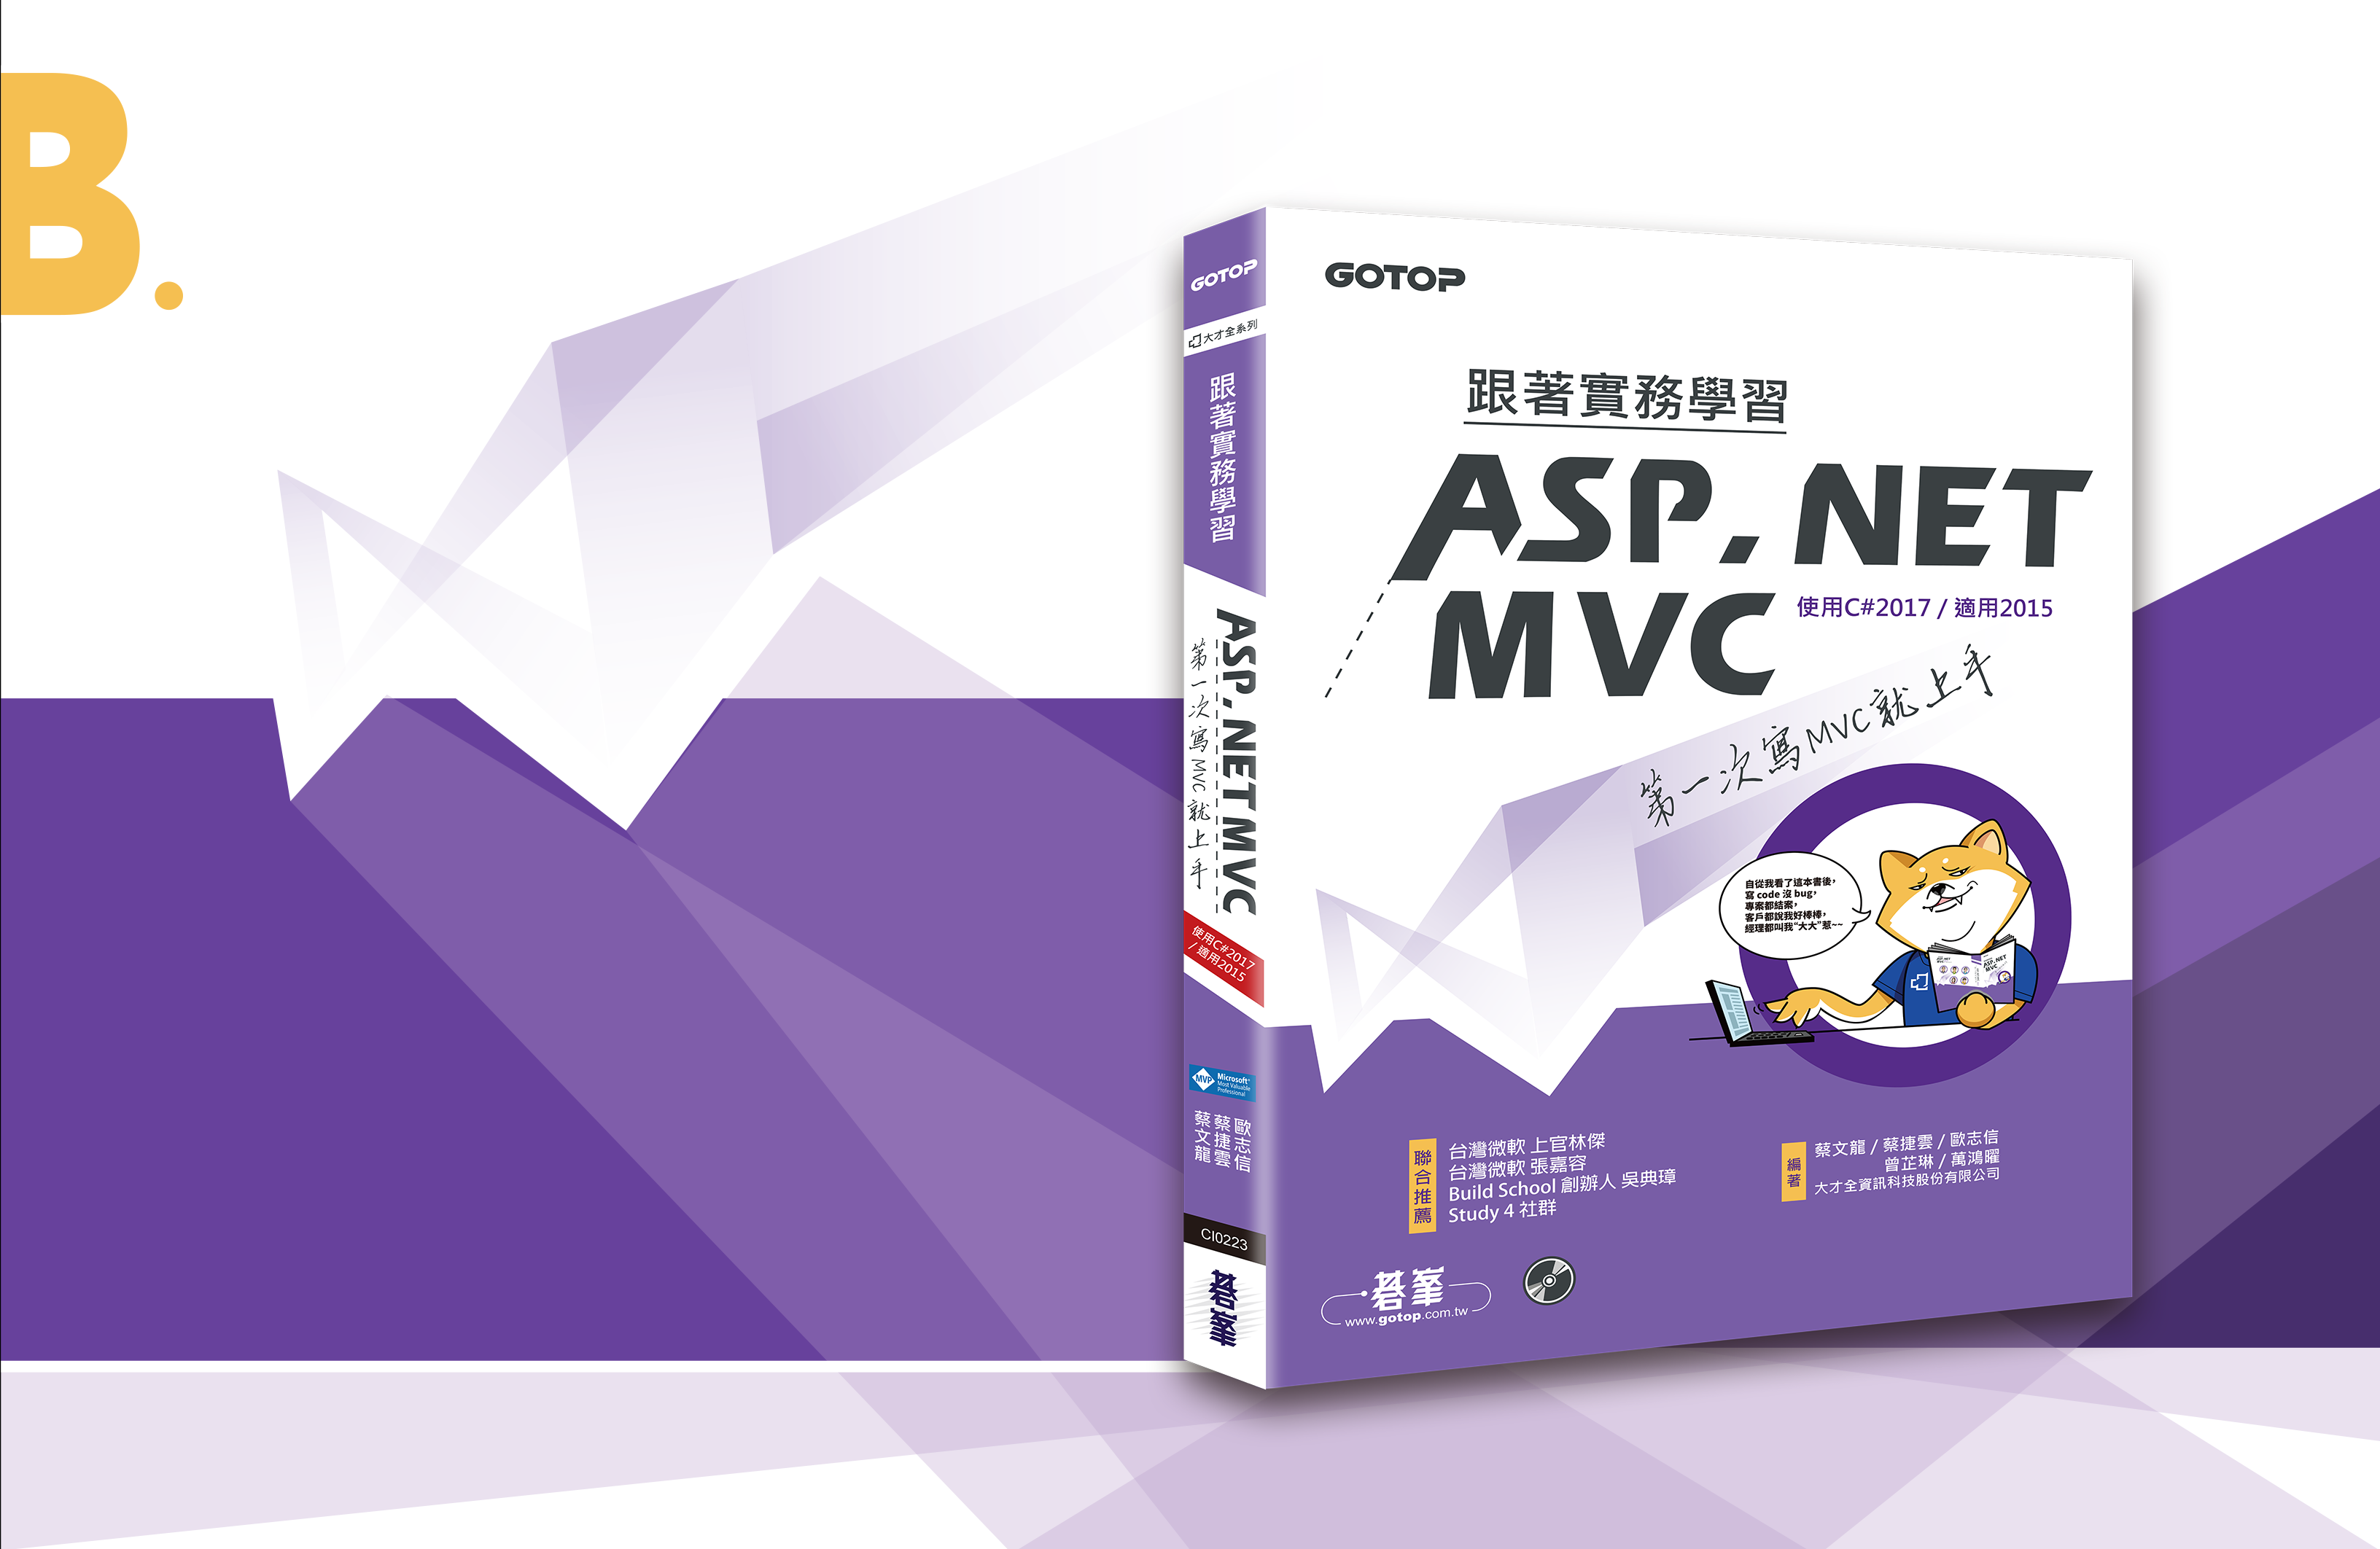 B.
GOTOP
大才全系列
跟著實務學習
ASP.NET MVC
第一次寫MVC就上手
使用C#2017
/ 適用2015
MVP Microsoft®
Most Valuable
Professional
歐志信
蔡捷雲
蔡文龍
CI0223
碁峯
GOTOP
跟著實務學習
ASP.NET
MVC
使用C#2017 / 適用2015
第一次寫MVC就上手
自從我看了這本書後，
寫 code 沒 bug，
專案都結案，
客戶都說我好棒棒，
經理都叫我“大大”惹~~
ASP.NET
MVC
聯合推薦
台灣微軟 上官林傑
台灣微軟 張嘉容
Build School 創辦人 吳典璋
Study 4 社群
編著
蔡文龍 / 蔡捷雲 / 歐志信
曾芷琳 / 萬鴻曜
大才全資訊科技股份有限公司
碁峯
www.gotop.com.tw